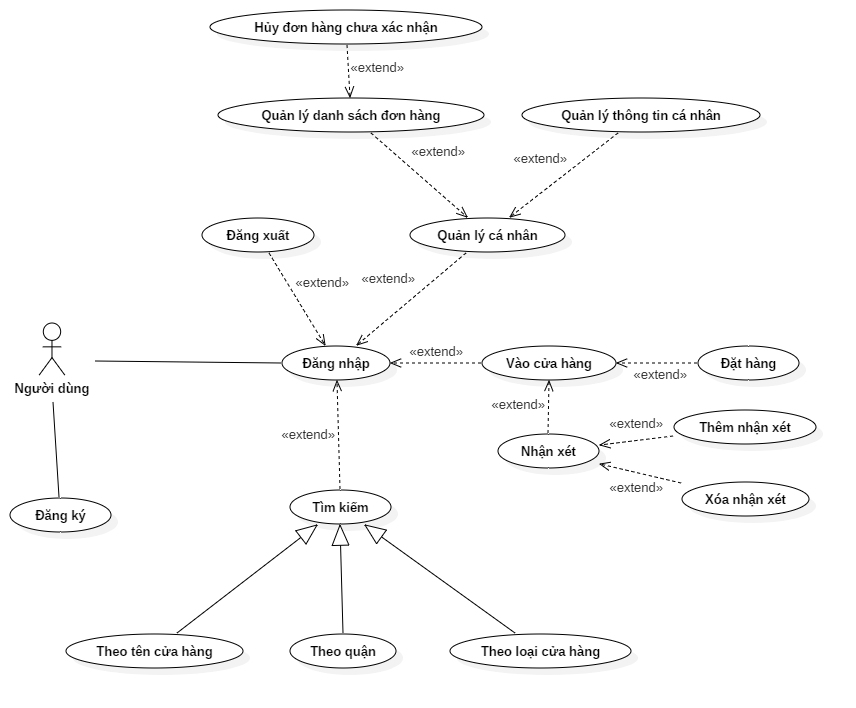 Hủy đơn hàng chưa xác nhận
«extend»
Quản lý danh sách đơn hàng
Quản lý thông tin cá nhân
«extend»
«extend»
Đăng xuất
Quản lý cá nhân
«extend»
«extend»
Người dùng
Đăng nhập
«extend»
Vào cửa hàng
«extend»
Đặt hàng
«extend»
«extend»
«extend»
Thêm nhận xét
Nhận xét
«extend»
Xóa nhận xét
Đăng ký
Tìm kiếm
Theo tên cửa hàng
Theo quận
Theo loại cửa hàng